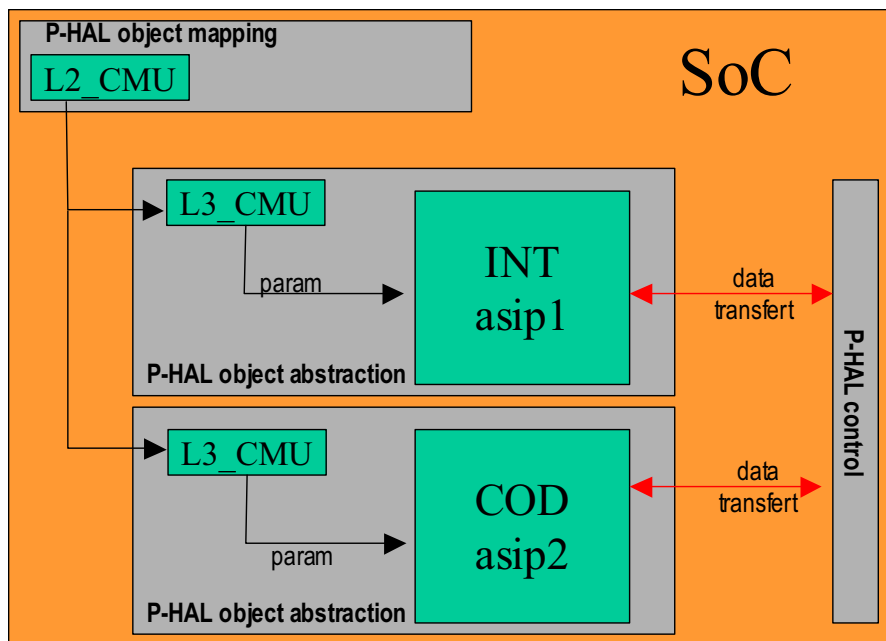 P-HAL object mapping
L2_CMU
SoC
L3_CMU
param
INT
asip1
data
transfert
P-HAL object abstraction
P-HAL control
L3_CMU
param
COD
asip2
data
transfert
P-HAL object abstraction